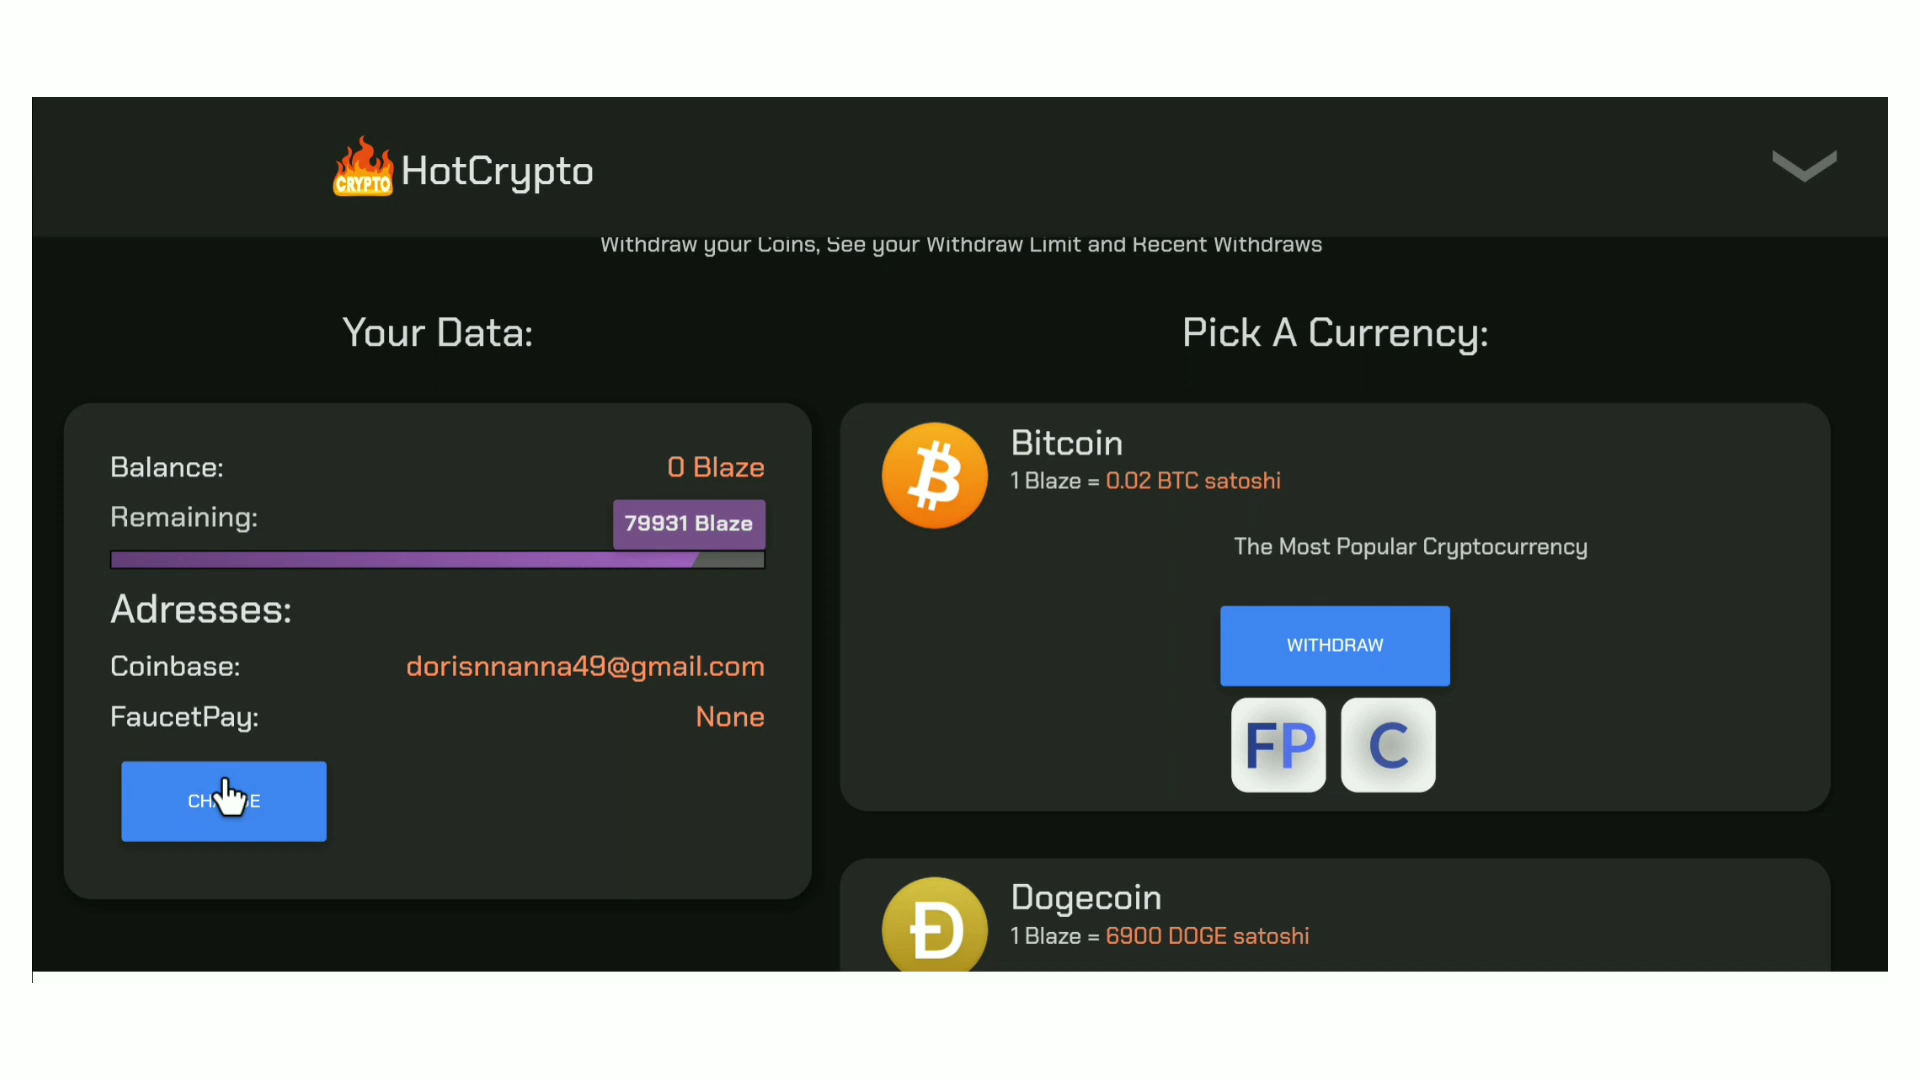 CRYPTO HotCrypto
Withdraw your Coins, See your Withdraw Limit and Recent Withdraws
Your Data:
Balance: 0 Blaze
Remaining: 79931 Blaze
Adresses:
Coinbase: dorisnnanna49@gmail.com
FaucetPay: None
Pick A Currency:
Bitcoin
1 Blaze = 0.02 BTC satoshi
The Most Popular Cryptocurrency
WITHDRAW
FP C
Dogecoin
1 Blaze = 6900 DOGE satoshi